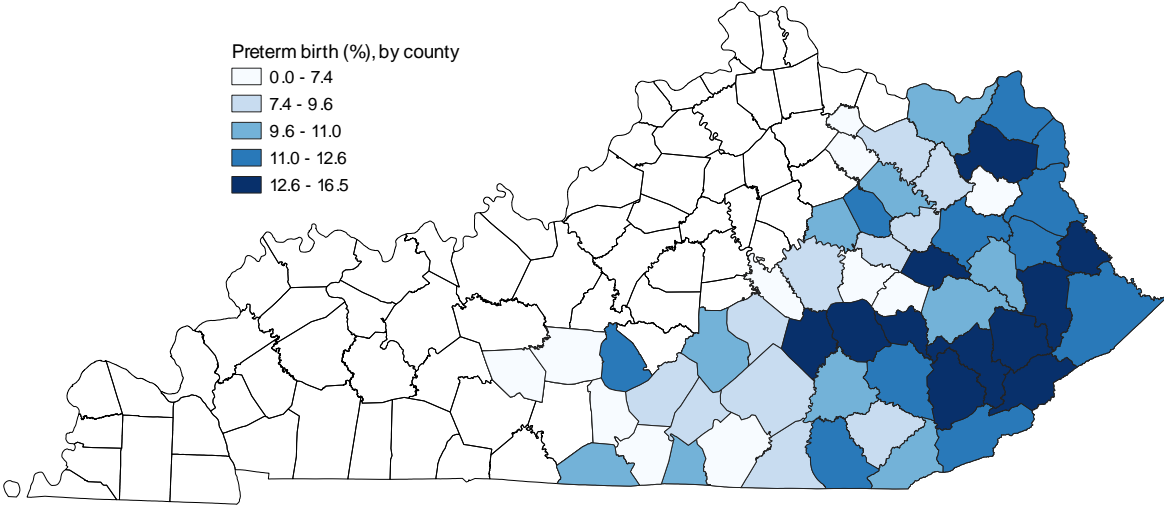 Preterm birth (%), by county
0.0 - 7.4
7.4 - 9.6
9.6 - 11.0
11.0 - 12.6
12.6 - 16.5